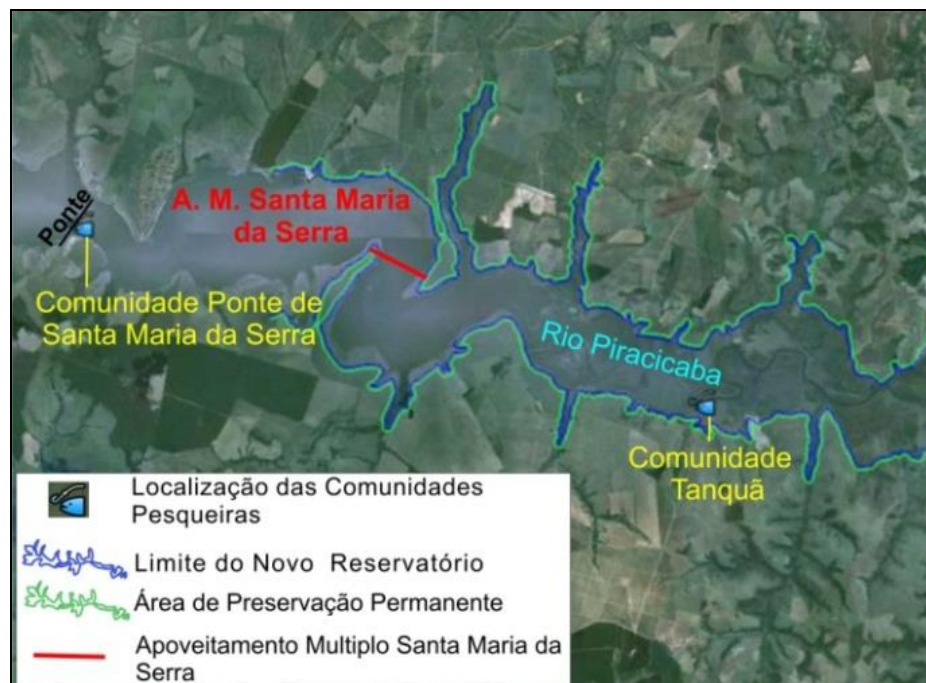 A. M. Santa Maria
da Serra
Ponte
Comunidade Ponte de
Santa Maria da Serra
Rio Piracicaba
Comunidade
Tanquã
Localização das Comunidades
Pesqueiras
Limite do Novo Reservatório
Área de Preservação Permanente
Apoveitamento Multiplo Santa Maria da
Serra